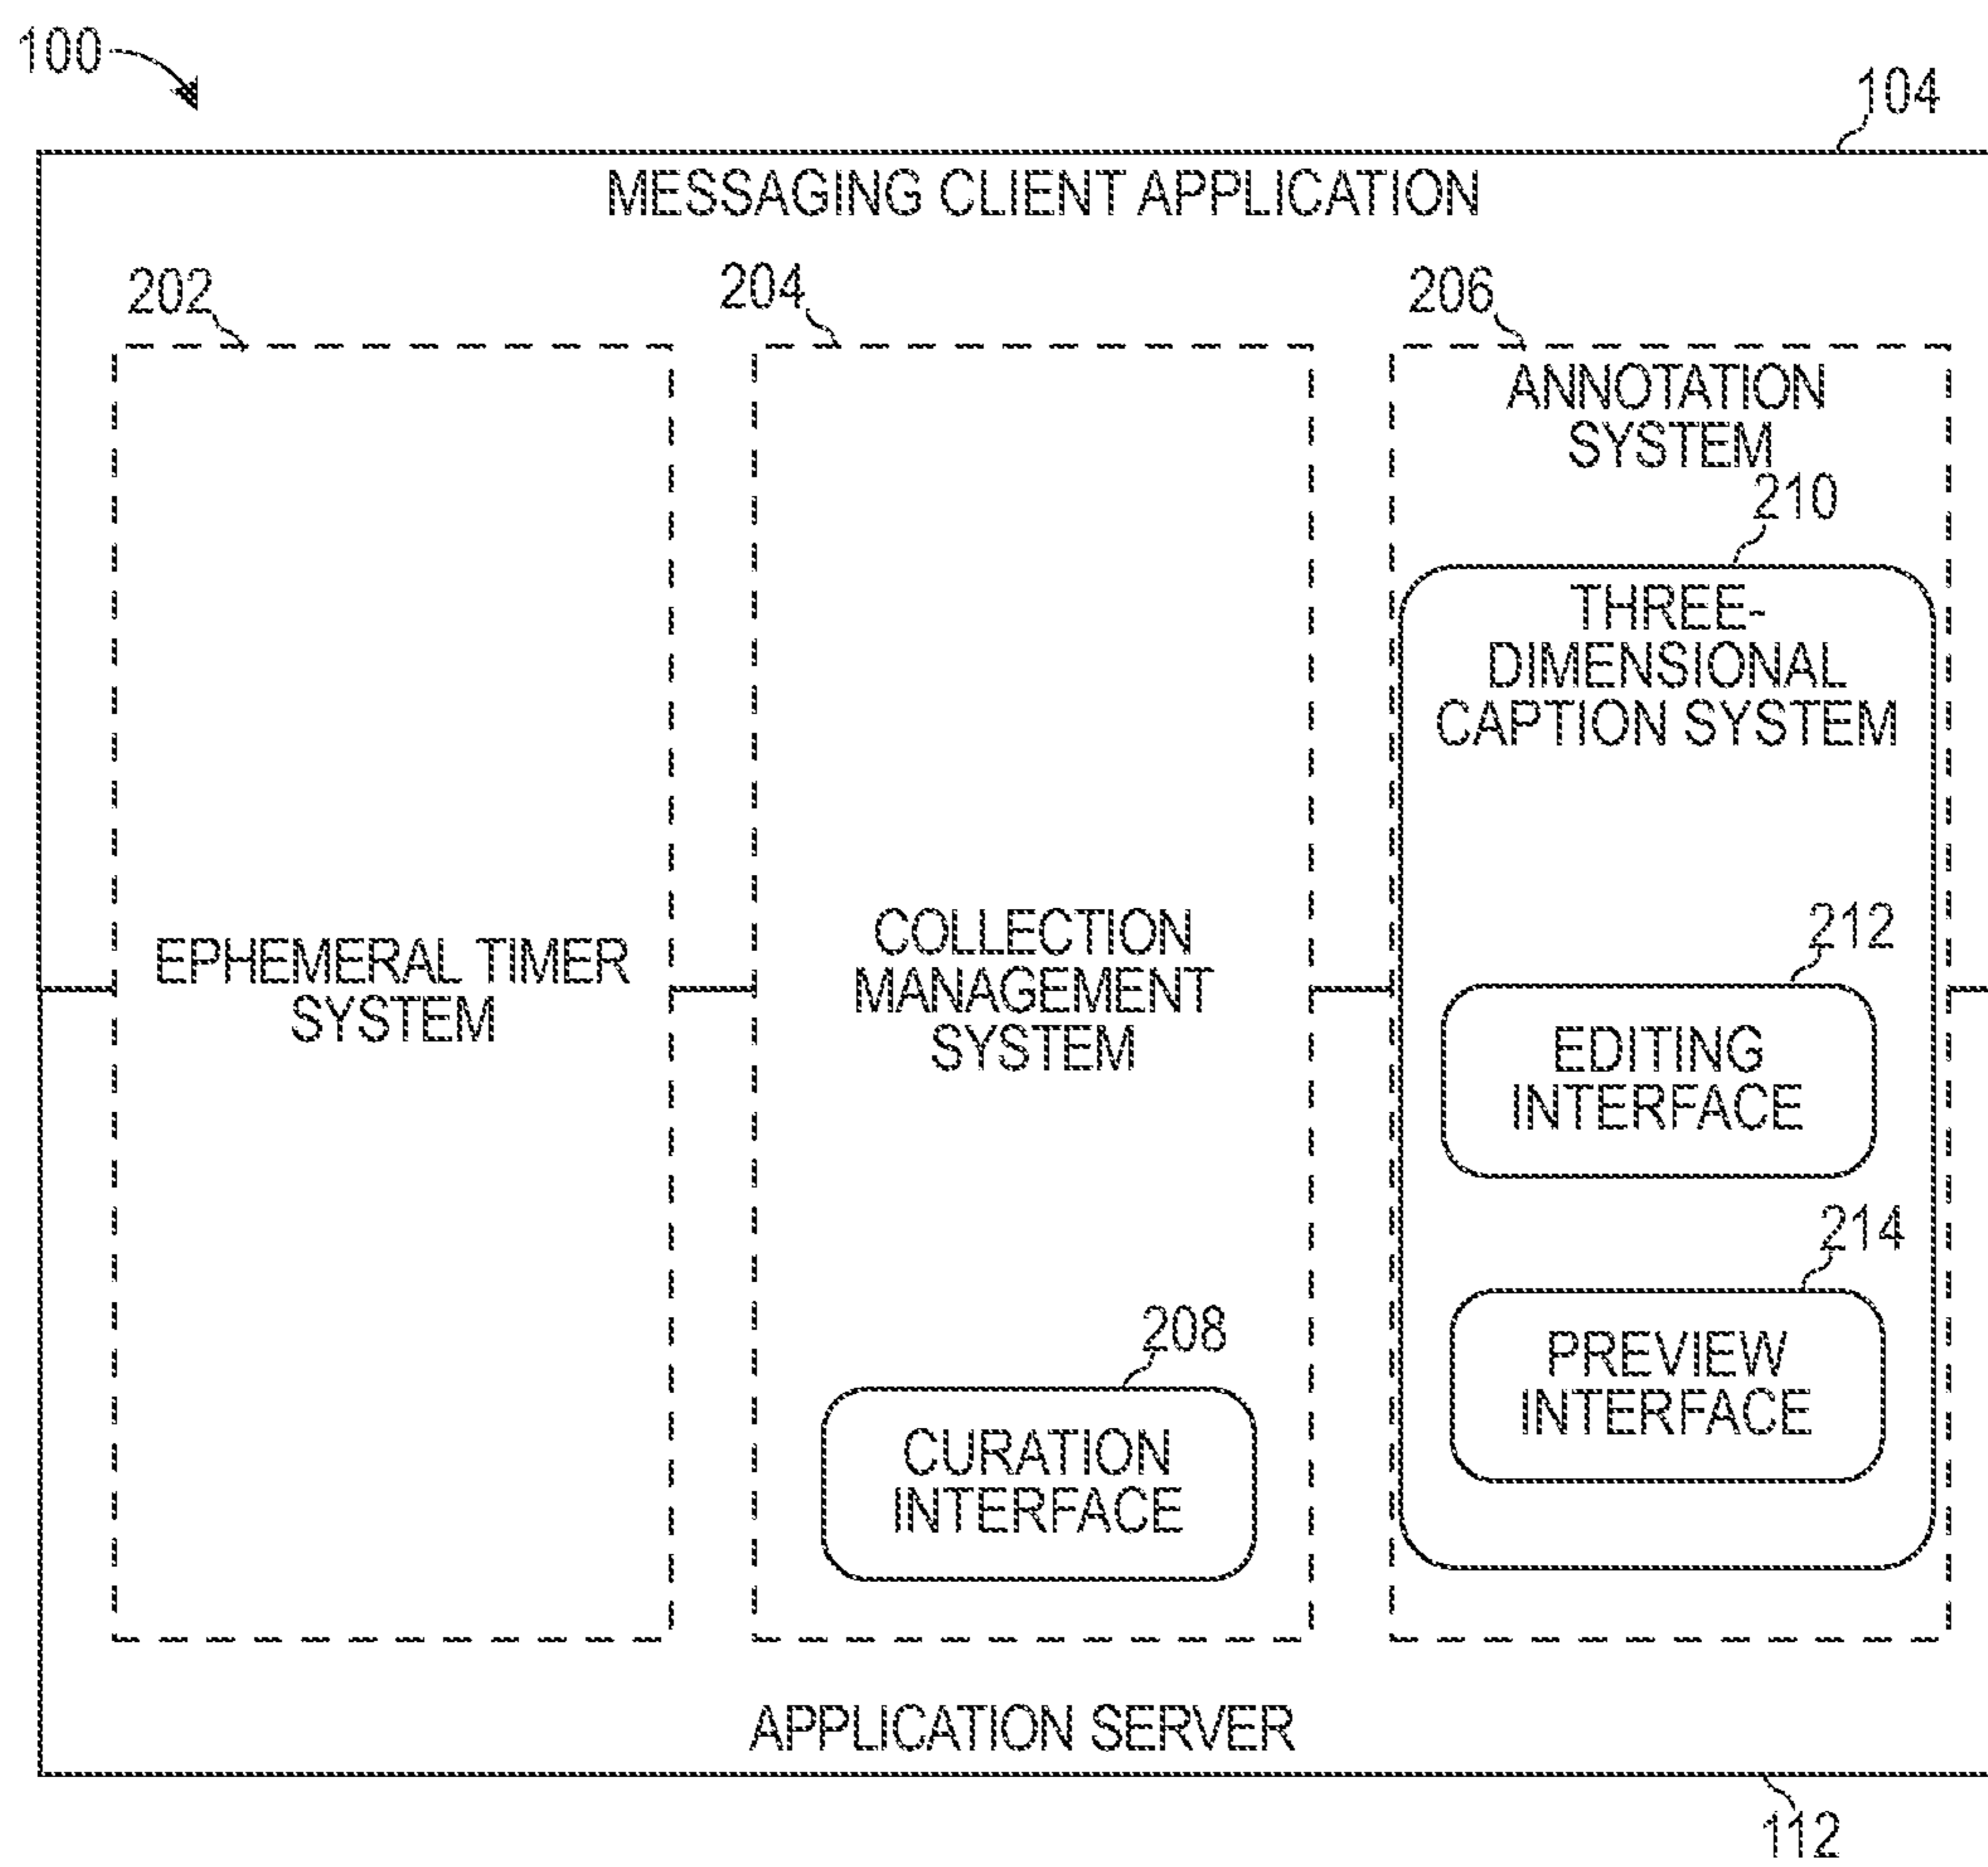 100
104
MESSAGING CLIENT APPLICATION
202
204
206
ANNOTATION
SYSTEM
210
THREE-
DIMENSIONAL
CAPTION SYSTEM
EPHEMERAL TIMER
SYSTEM
COLLECTION
MANAGEMENT
SYSTEM
212
EDITING
INTERFACE
214
PREVIEW
INTERFACE
208
CURATION
INTERFACE
APPLICATION SERVER
112